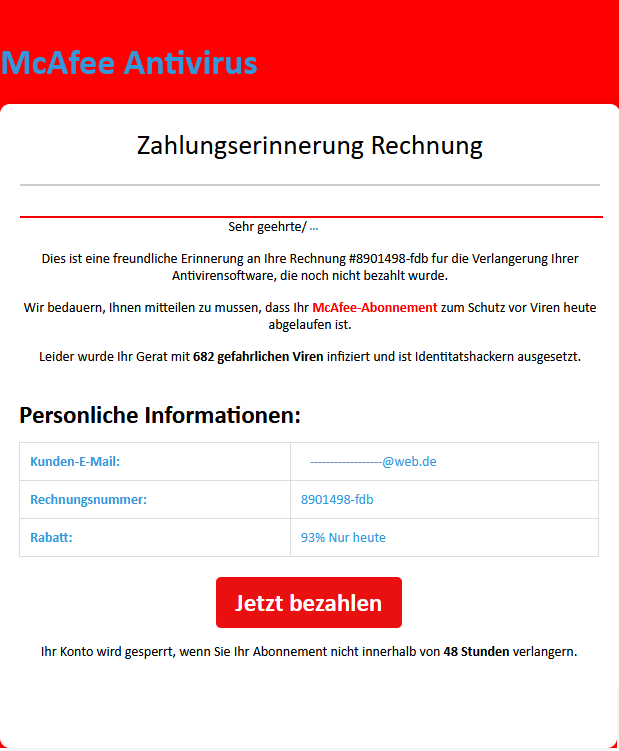 McAfee Antivirus
Zahlungserinnerung Rechnung
Sehr geehrte/ ...
Dies ist eine freundliche Erinnerung an Ihre Rechnung #8901498-fdb fur die Verlangerung Ihrer
Antivirensoftware, die noch nicht bezahlt wurde.
Wir bedauern, Ihnen mitteilen zu mussen, dass Ihr McAfee-Abonnement zum Schutz vor Viren heute
abgelaufen ist.
Leider wurde Ihr Gerat mit 682 gefahrlichen Viren infiziert und ist Identitatshackern ausgesetzt.
Personliche Informationen:
Kunden-E-Mail: ------------------@web.de
Rechnungsnummer: 8901498-fdb
Rabatt: 93% Nur heute
Jetzt bezahlen
Ihr Konto wird gesperrt, wenn Sie Ihr Abonnement nicht innerhalb von 48 Stunden verlangern.